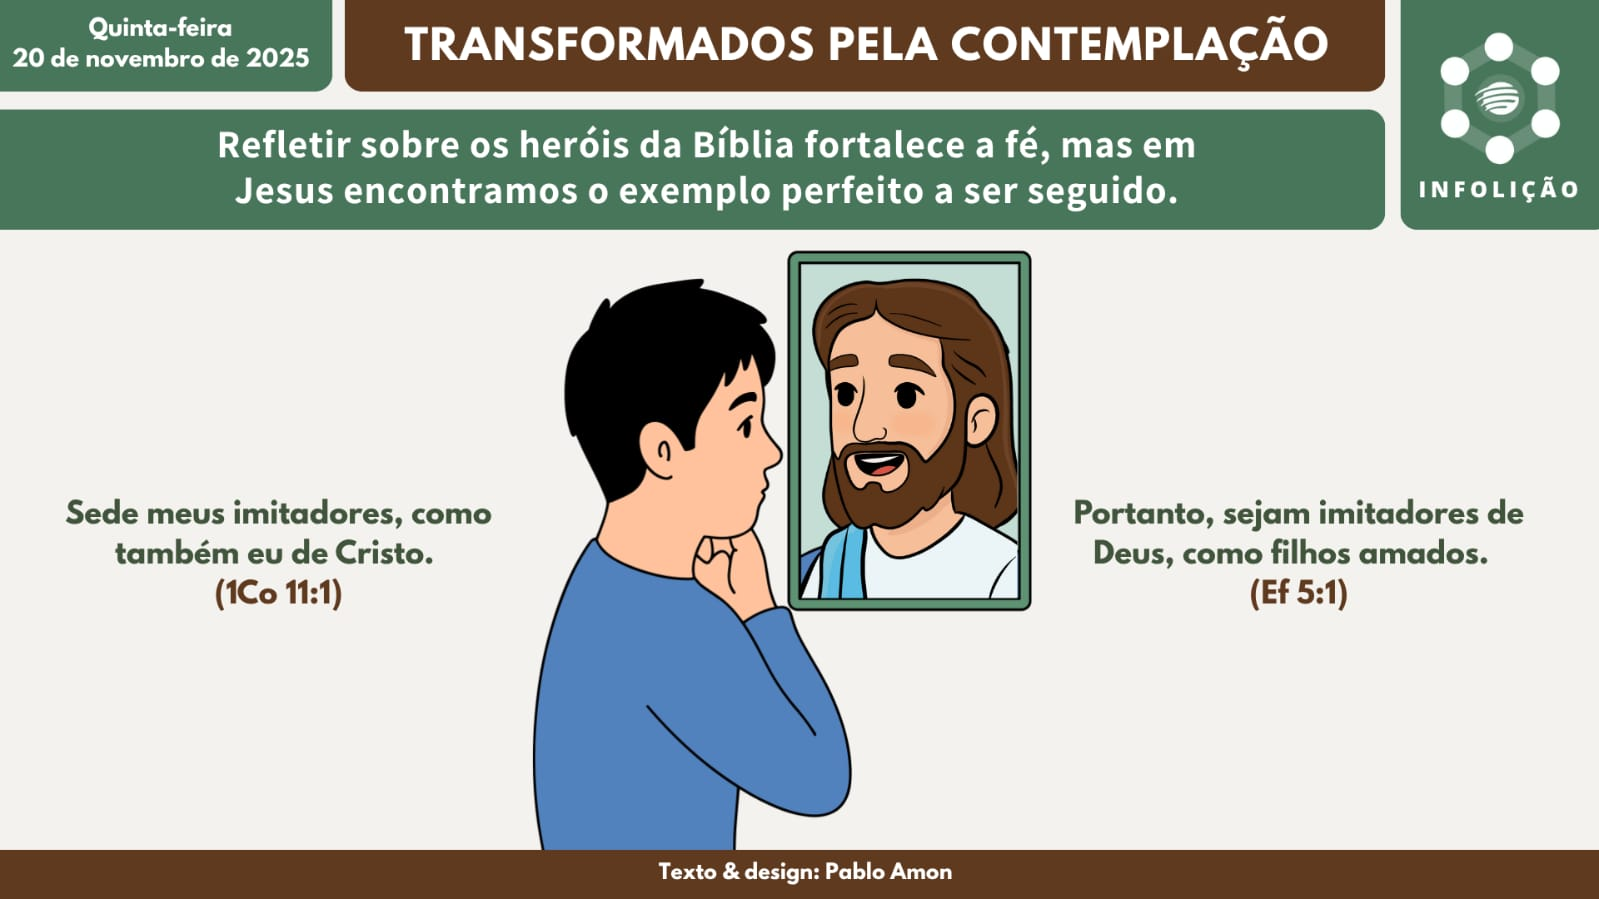 Quinta-feira
20 de novembro de 2025
TRANSFORMADOS PELA CONTEMPLAÇÃO
INFOLIÇÃO
Refletir sobre os heróis da Bíblia fortalece a fé, mas em
Jesus encontramos o exemplo perfeito a ser seguido.
Sede meus imitadores, como
também eu de Cristo.
(1Co 11:1)
Portanto, sejam imitadores de
Deus, como filhos amados.
(Ef 5:1)
Texto & design: Pablo Amon